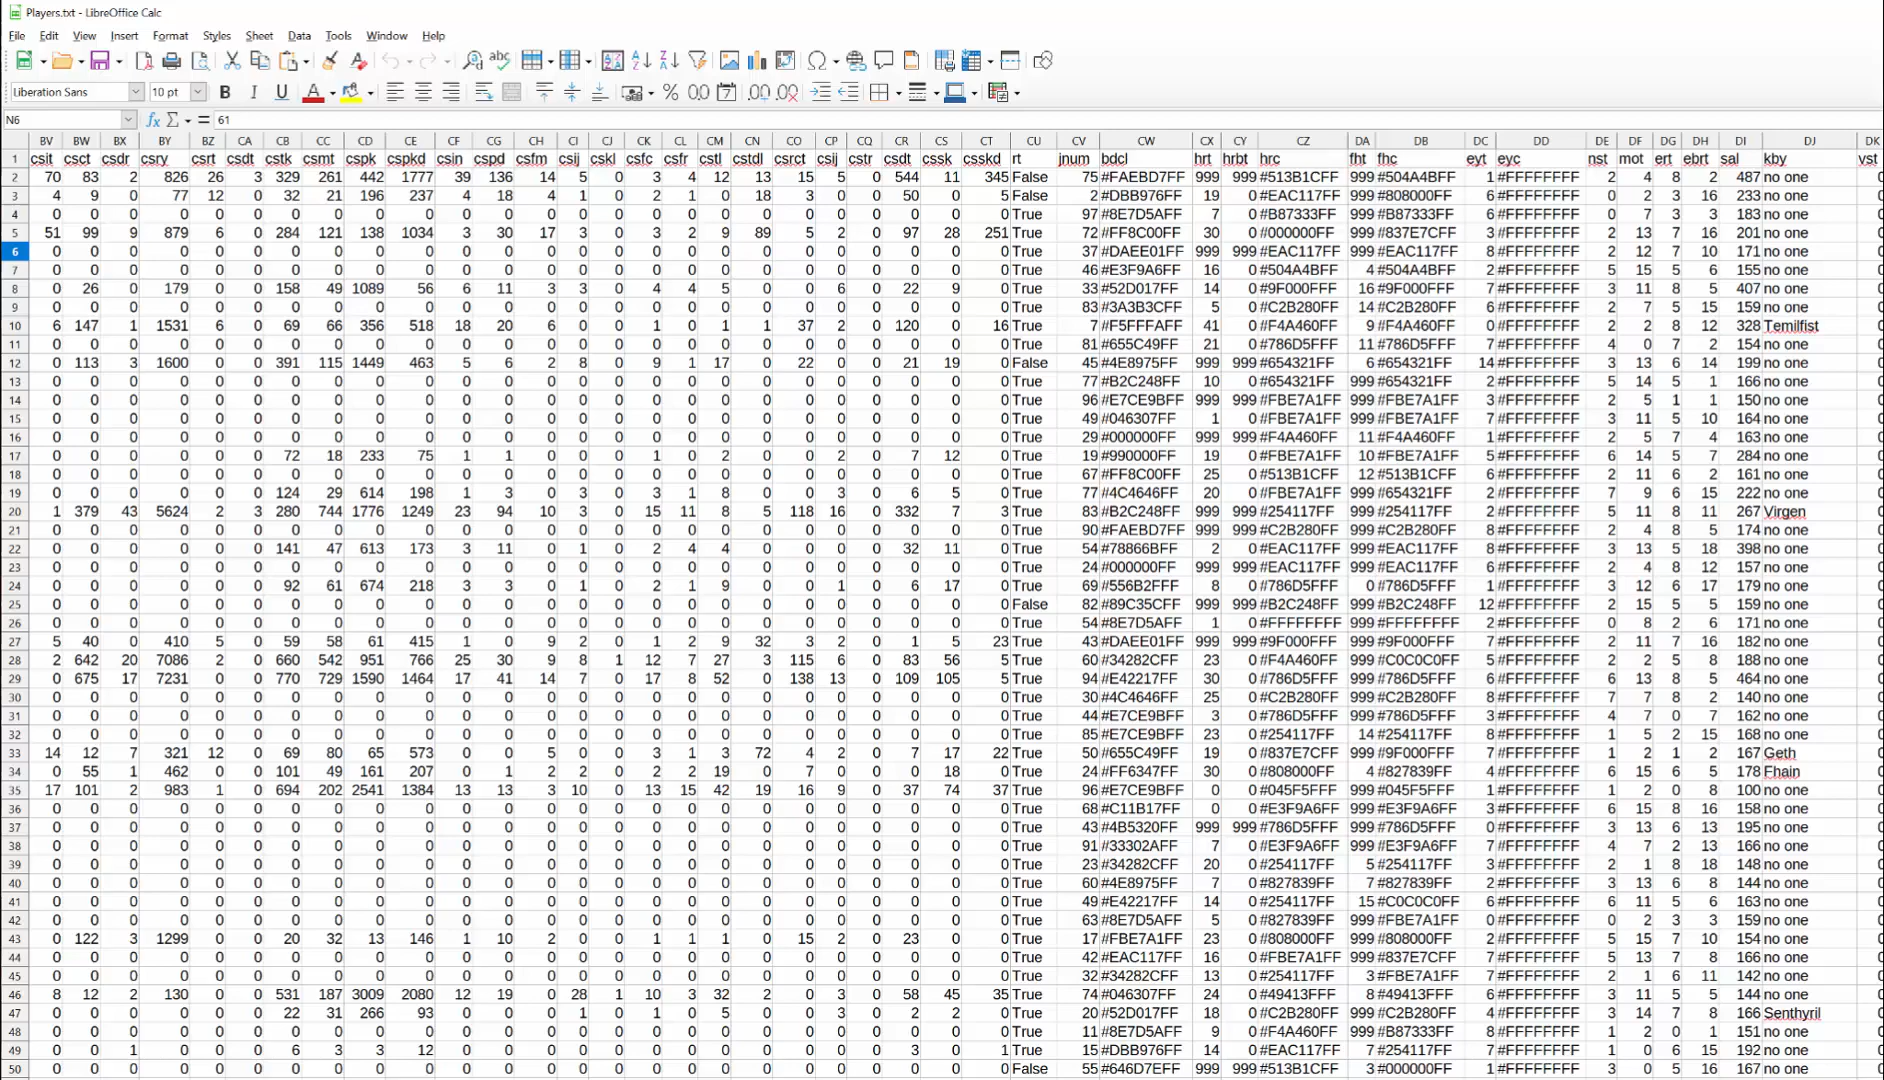 Players.txt - LibreOffice Calc
File Edit View Insert Format Styles Sheet Data Tools Window Help
Liberation Sans 10 pt
N6 61
BV BW BX BY BZ CA CB CC CD CE CF CG CH CI CJ CK CL CM CN CO CP CQ CR CS CT CU CV CW CX CY CZ DA DB DC DD DE DF DG DH DI DJ DK
1 csit csct csdr csry csrt csdt cstk csmt cspk cspkd csin cspd csfm csij cskl csfc csfr cstl cstdl csrct csij cstr csdt cssk csskd rt jnum bdcl hrt hrbt hrc fht fhc eyt eyc nst mot ert ebrt sal kby vst
2 70 83 2 826 26 3 329 261 442 1777 39 136 14 5 0 3 4 12 13 15 5 0 544 11 345 False 75 #FAEBD7FF 999 999 #513B1CFF 999 #504A4BFF 1 #FFFFFFFF 2 4 8 2 487 no one
3 4 9 0 77 12 0 32 21 196 237 4 18 4 1 0 2 1 0 18 3 0 0 50 0 5 False 2 #DBB976FF 19 0 #EAC117FF 999 #808000FF 6 #FFFFFFFF 0 2 3 16 233 no one
4 0 0 0 0 0 0 0 0 0 0 0 0 0 0 0 0 0 0 0 0 0 0 0 0 0 True 97 #8E7D5AFF 7 0 #B87333FF 999 #B87333FF 6 #FFFFFFFF 0 7 3 3 183 no one
5 51 99 9 879 6 0 284 121 138 1034 3 30 17 3 0 3 2 9 89 5 2 0 97 28 251 True 72 #FF8C00FF 30 0 #000000FF 999 #837E7CFF 3 #FFFFFFFF 2 13 7 16 201 no one
6 0 0 0 0 0 0 0 0 0 0 0 0 0 0 0 0 0 0 0 0 0 0 0 0 0 True 37 #DAEE01FF 999 999 #EAC117FF 999 #EAC117FF 8 #FFFFFFFF 2 12 7 10 171 no one
7 0 0 0 0 0 0 0 0 0 0 0 0 0 0 0 0 0 0 0 0 0 0 0 0 0 True 46 #E3F9A6FF 16 0 #504A4BFF 4 #504A4BFF 2 #FFFFFFFF 5 15 5 6 155 no one
8 0 26 0 179 0 0 158 49 1089 56 6 11 3 3 0 4 4 5 0 0 6 0 22 9 0 True 33 #52D017FF 14 0 #9F000FFF 16 #9F000FFF 7 #FFFFFFFF 3 11 8 5 407 no one
9 0 0 0 0 0 0 0 0 0 0 0 0 0 0 0 0 0 0 0 0 0 0 0 0 0 True 83 #3A3B3CFF 5 0 #C2B280FF 14 #C2B280FF 6 #FFFFFFFF 2 7 5 15 159 no one
10 6 147 1 1531 6 0 69 66 356 518 18 20 6 0 0 1 0 1 1 37 2 0 120 0 16 True 7 #F5FFFAFF 41 0 #F4A460FF 9 #F4A460FF 0 #FFFFFFFF 2 2 8 12 328 Temilfist
11 0 0 0 0 0 0 0 0 0 0 0 0 0 0 0 0 0 0 0 0 0 0 0 0 0 True 81 #655C49FF 21 0 #786D5FFF 11 #786D5FFF 7 #FFFFFFFF 4 0 7 2 154 no one
12 0 113 3 1600 0 0 391 115 1449 463 5 6 2 8 0 9 1 17 0 22 0 0 21 19 0 False 45 #4E8975FF 999 999 #654321FF 6 #654321FF 14 #FFFFFFFF 3 13 6 14 199 no one
13 0 0 0 0 0 0 0 0 0 0 0 0 0 0 0 0 0 0 0 0 0 0 0 0 0 True 77 #B2C248FF 10 0 #654321FF 999 #654321FF 2 #FFFFFFFF 5 14 5 1 166 no one
14 0 0 0 0 0 0 0 0 0 0 0 0 0 0 0 0 0 0 0 0 0 0 0 0 0 True 96 #E7CE9BFF 999 999 #FBE7A1FF 999 #FBE7A1FF 3 #FFFFFFFF 2 5 1 1 150 no one
15 0 0 0 0 0 0 0 0 0 0 0 0 0 0 0 0 0 0 0 0 0 0 0 0 0 True 49 #046307FF 1 0 #FBE7A1FF 999 #FBE7A1FF 7 #FFFFFFFF 3 11 5 10 164 no one
16 0 0 0 0 0 0 0 0 0 0 0 0 0 0 0 0 0 0 0 0 0 0 0 0 0 True 29 #000000FF 999 999 #F4A460FF 11 #F4A460FF 1 #FFFFFFFF 2 5 7 4 163 no one
17 0 0 0 0 0 0 72 18 233 75 1 1 0 0 0 1 0 2 0 0 2 0 7 12 0 True 19 #990000FF 19 0 #FBE7A1FF 10 #FBE7A1FF 5 #FFFFFFFF 6 14 5 7 284 no one
18 0 0 0 0 0 0 0 0 0 0 0 0 0 0 0 0 0 0 0 0 0 0 0 0 0 True 67 #FF8C00FF 25 0 #513B1CFF 12 #513B1CFF 6 #FFFFFFFF 2 11 6 2 161 no one
19 0 0 0 0 0 0 124 29 614 198 1 3 0 3 0 3 1 8 0 0 3 0 6 5 0 True 77 #4C4646FF 20 0 #FBE7A1FF 999 #654321FF 2 #FFFFFFFF 7 9 6 15 222 no one
20 1 379 43 5624 2 3 280 744 1776 1249 23 94 10 3 0 15 11 8 5 118 16 0 332 7 3 True 83 #B2C248FF 999 999 #254117FF 999 #254117FF 2 #FFFFFFFF 5 11 8 11 267 Virgen
21 0 0 0 0 0 0 0 0 0 0 0 0 0 0 0 0 0 0 0 0 0 0 0 0 0 True 90 #FAEBD7FF 999 999 #C2B280FF 999 #C2B280FF 8 #FFFFFFFF 2 4 8 5 174 no one
22 0 0 0 0 0 0 141 47 613 173 3 11 0 1 0 2 4 4 0 0 0 0 32 11 0 True 54 #78866BFF 2 0 #EAC117FF 999 #EAC117FF 8 #FFFFFFFF 3 13 5 18 398 no one
23 0 0 0 0 0 0 0 0 0 0 0 0 0 0 0 0 0 0 0 0 0 0 0 0 0 True 24 #000000FF 999 999 #EAC117FF 999 #EAC117FF 6 #FFFFFFFF 2 4 8 12 157 no one
24 0 0 0 0 0 0 92 61 674 218 3 3 0 1 0 2 1 9 0 0 1 0 6 17 0 True 69 #556B2FFF 8 0 #786D5FFF 0 #786D5FFF 1 #FFFFFFFF 3 12 6 17 179 no one
25 0 0 0 0 0 0 0 0 0 0 0 0 0 0 0 0 0 0 0 0 0 0 0 0 0 False 82 #89C35CFF 999 999 #B2C248FF 999 #B2C248FF 12 #FFFFFFFF 2 15 5 5 159 no one
26 0 0 0 0 0 0 0 0 0 0 0 0 0 0 0 0 0 0 0 0 0 0 0 0 0 True 54 #8E7D5AFF 1 0 #FFFFFFFF 999 #FFFFFFFF 2 #FFFFFFFF 0 8 2 6 171 no one
27 5 40 0 410 5 0 59 58 61 415 1 0 9 2 0 1 2 9 32 3 2 0 1 5 23 True 43 #DAEE01FF 999 999 #9F000FFF 999 #9F000FFF 7 #FFFFFFFF 2 11 7 16 182 no one
28 2 642 20 7086 2 0 660 542 951 766 25 30 9 8 1 12 7 27 3 115 6 0 83 56 5 True 60 #34282CFF 23 0 #F4A460FF 999 #C0C0C0FF 5 #FFFFFFFF 2 2 5 8 188 no one
29 0 675 17 7231 0 0 770 729 1590 1464 17 41 14 7 0 17 8 52 0 138 13 0 109 105 5 True 94 #E42217FF 30 0 #786D5FFF 999 #786D5FFF 6 #FFFFFFFF 6 13 8 5 464 no one
30 0 0 0 0 0 0 0 0 0 0 0 0 0 0 0 0 0 0 0 0 0 0 0 0 0 True 30 #4C4646FF 25 0 #C2B280FF 999 #C2B280FF 8 #FFFFFFFF 7 7 8 2 140 no one
31 0 0 0 0 0 0 0 0 0 0 0 0 0 0 0 0 0 0 0 0 0 0 0 0 0 True 44 #E7CE9BFF 3 0 #786D5FFF 999 #786D5FFF 3 #FFFFFFFF 4 7 0 7 162 no one
32 0 0 0 0 0 0 0 0 0 0 0 0 0 0 0 0 0 0 0 0 0 0 0 0 0 True 85 #E7CE9BFF 23 0 #254117FF 14 #254117FF 8 #FFFFFFFF 1 5 2 15 168 no one
33 14 12 7 321 12 0 69 80 65 573 0 0 5 0 0 3 1 3 72 4 2 0 7 17 22 True 50 #655C49FF 19 0 #837E7CFF 999 #9F000FFF 7 #FFFFFFFF 1 2 1 2 167 Geth
34 0 55 1 462 0 0 101 49 161 207 0 1 2 2 0 2 2 19 0 7 0 0 0 18 0 True 24 #FF6347FF 30 0 #808000FF 4 #827839FF 4 #FFFFFFFF 6 15 6 5 178 Fhain
35 17 101 2 983 1 0 694 202 2541 1384 13 13 3 10 0 13 15 42 19 16 9 0 37 74 37 True 96 #E7CE9BFF 0 0 #045F5FFF 999 #045F5FFF 1 #FFFFFFFF 1 2 0 8 100 no one
36 0 0 0 0 0 0 0 0 0 0 0 0 0 0 0 0 0 0 0 0 0 0 0 0 0 True 68 #C11B17FF 0 0 #E3F9A6FF 999 #E3F9A6FF 3 #FFFFFFFF 6 15 8 16 158 no one
37 0 0 0 0 0 0 0 0 0 0 0 0 0 0 0 0 0 0 0 0 0 0 0 0 0 True 43 #4B5320FF 999 999 #786D5FFF 999 #786D5FFF 0 #FFFFFFFF 3 13 6 13 195 no one
38 0 0 0 0 0 0 0 0 0 0 0 0 0 0 0 0 0 0 0 0 0 0 0 0 0 True 91 #33302AFF 7 0 #E3F9A6FF 999 #E3F9A6FF 7 #FFFFFFFF 4 7 2 13 166 no one
39 0 0 0 0 0 0 0 0 0 0 0 0 0 0 0 0 0 0 0 0 0 0 0 0 0 True 23 #34282CFF 20 0 #254117FF 5 #254117FF 3 #FFFFFFFF 2 1 8 18 148 no one
40 0 0 0 0 0 0 0 0 0 0 0 0 0 0 0 0 0 0 0 0 0 0 0 0 0 True 60 #4E8975FF 7 0 #827839FF 7 #827839FF 2 #FFFFFFFF 3 13 6 8 144 no one
41 0 0 0 0 0 0 0 0 0 0 0 0 0 0 0 0 0 0 0 0 0 0 0 0 0 True 49 #E42217FF 14 0 #254117FF 15 #C0C0C0FF 6 #FFFFFFFF 6 11 5 6 163 no one
42 0 0 0 0 0 0 0 0 0 0 0 0 0 0 0 0 0 0 0 0 0 0 0 0 0 True 63 #8E7D5AFF 5 0 #827839FF 999 #FBE7A1FF 0 #FFFFFFFF 0 2 3 3 159 no one
43 0 122 3 1299 0 0 20 32 13 146 1 10 2 0 0 1 1 1 0 15 2 0 23 0 0 True 17 #FBE7A1FF 23 0 #808000FF 999 #808000FF 2 #FFFFFFFF 5 15 7 10 154 no one
44 0 0 0 0 0 0 0 0 0 0 0 0 0 0 0 0 0 0 0 0 0 0 0 0 0 True 42 #EAC117FF 16 0 #FBE7A1FF 999 #837E7CFF 7 #FFFFFFFF 5 13 7 8 166 no one
45 0 0 0 0 0 0 0 0 0 0 0 0 0 0 0 0 0 0 0 0 0 0 0 0 0 True 32 #34282CFF 13 0 #254117FF 3 #FBE7A1FF 7 #FFFFFFFF 2 1 6 11 142 no one
46 8 12 2 130 0 0 531 187 3009 2080 12 19 0 28 1 10 3 32 2 0 3 0 58 45 35 True 74 #046307FF 24 0 #49413FFF 8 #49413FFF 6 #FFFFFFFF 3 11 5 5 144 no one
47 0 0 0 0 0 0 22 31 266 93 0 0 0 1 0 1 0 5 0 0 3 0 2 2 0 True 20 #52D017FF 18 0 #C2B280FF 999 #C2B280FF 4 #FFFFFFFF 3 14 7 8 166 Senthyril
48 0 0 0 0 0 0 0 0 0 0 0 0 0 0 0 0 0 0 0 0 0 0 0 0 0 True 11 #8E7D5AFF 9 0 #F4A460FF 999 #B87333FF 8 #FFFFFFFF 1 2 0 1 151 no one
49 0 0 1 0 0 0 6 3 3 12 0 0 0 0 0 0 0 0 0 0 0 0 3 0 1 True 15 #DBB976FF 14 0 #EAC117FF 7 #254117FF 7 #FFFFFFFF 1 0 6 15 192 no one
50 0 0 0 0 0 0 0 0 0 0 0 0 0 0 0 0 0 0 0 0 0 0 0 0 0 False 55 #646D7EFF 999 999 #513B1CFF 3 #000000FF 1 #FFFFFFFF 3 0 5 16 167 no one